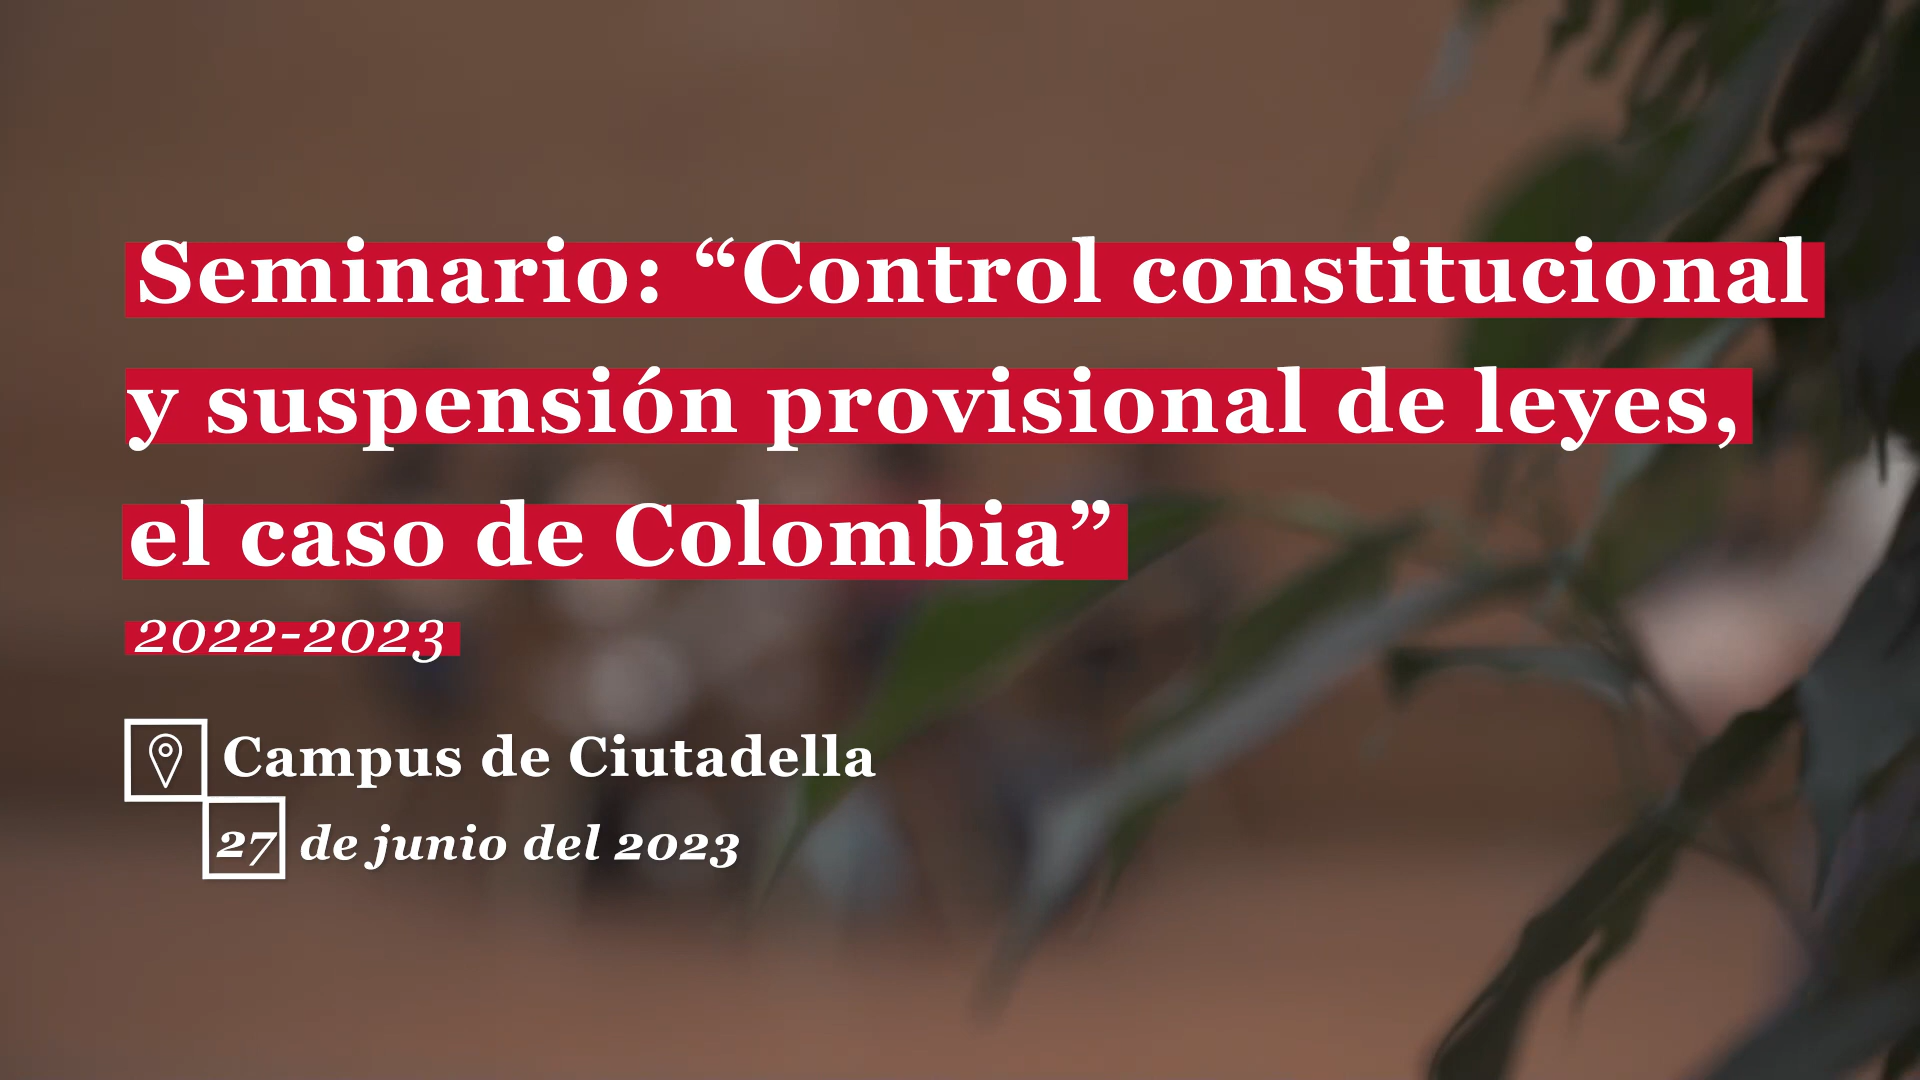 Seminario: “Control constitucional
y suspensión provisional de leyes,
el caso de Colombia”
2022-2023
Campus de Ciutadella
27 de junio del 2023